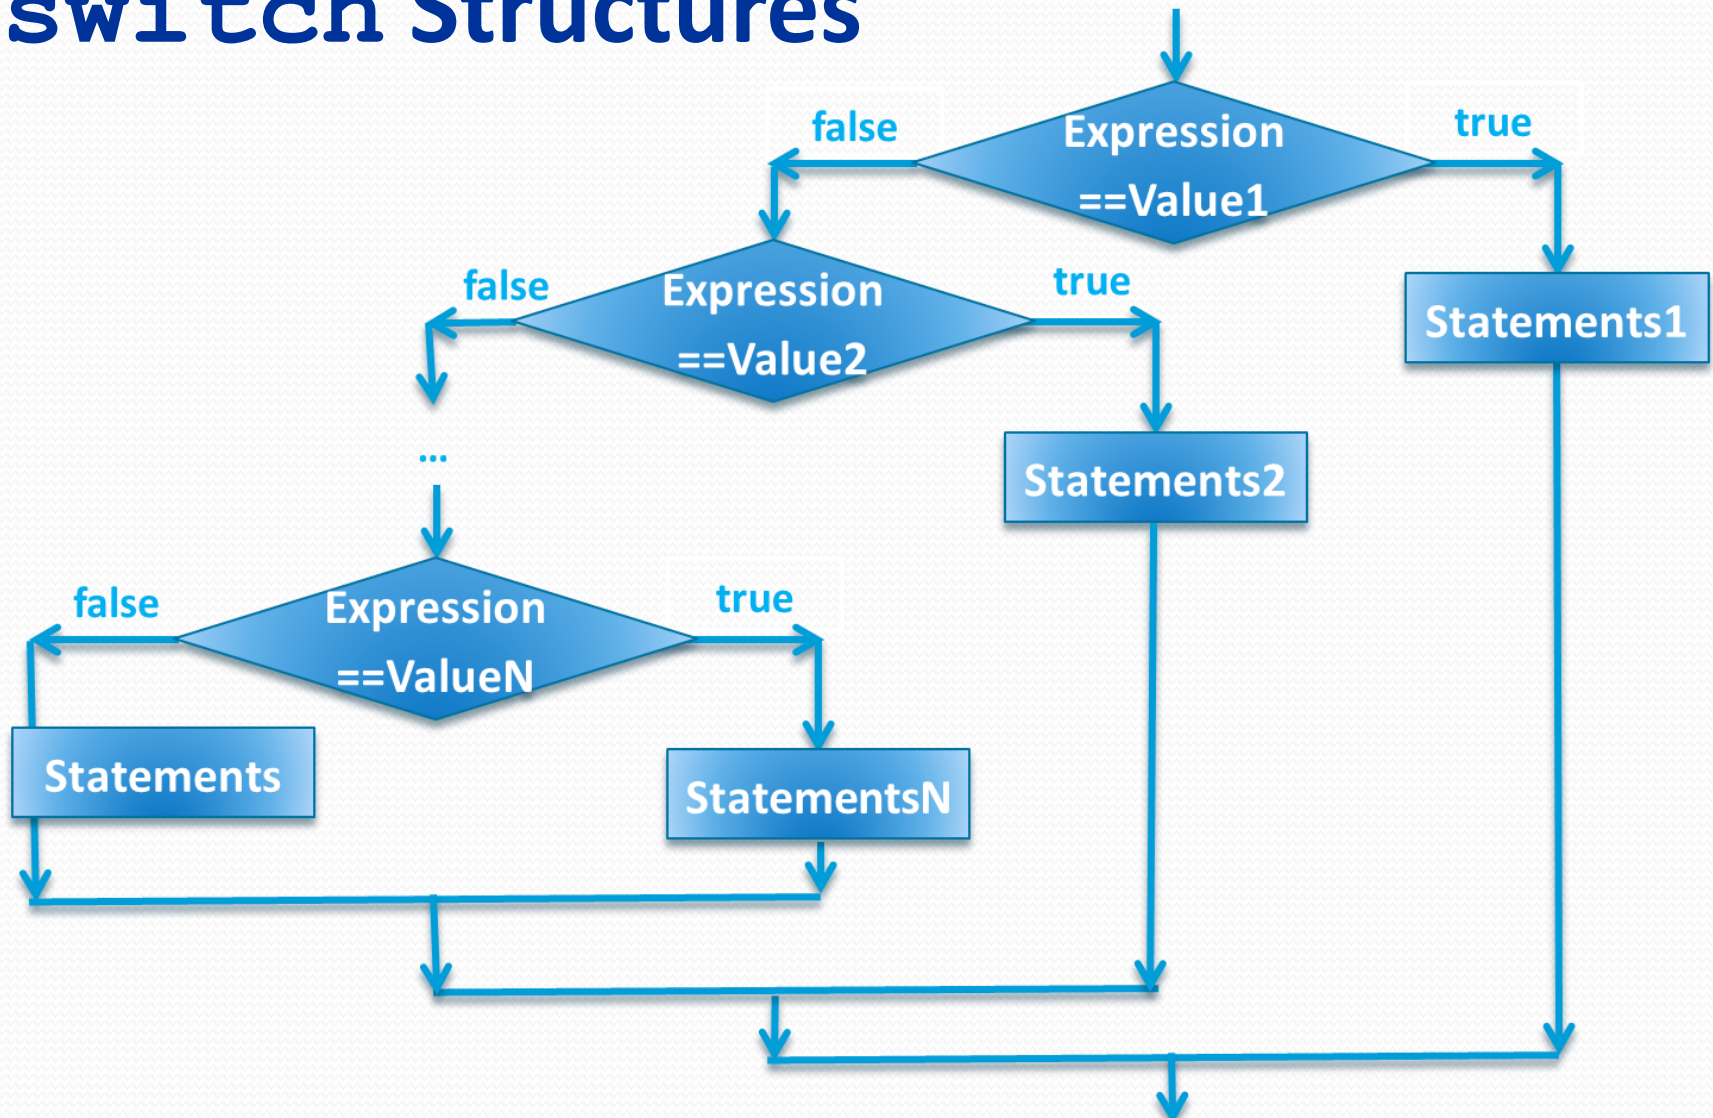 switch Structures
false
Expression
==Value1
true
false
Expression
==Value2
true
Statements1
...
Statements2
false
Expression
==ValueN
true
Statements
StatementsN